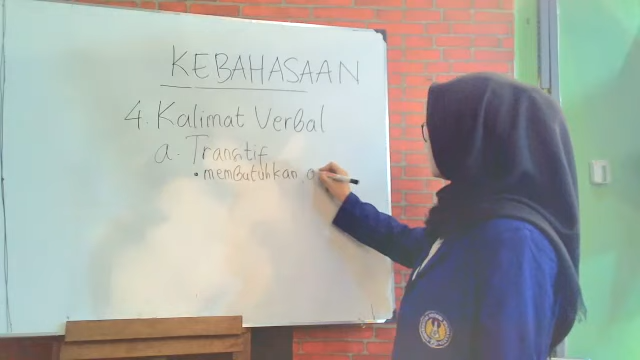 KEBAHASAAN
4. Kalimat Verbal
a. Transitif
• membutuhkan o